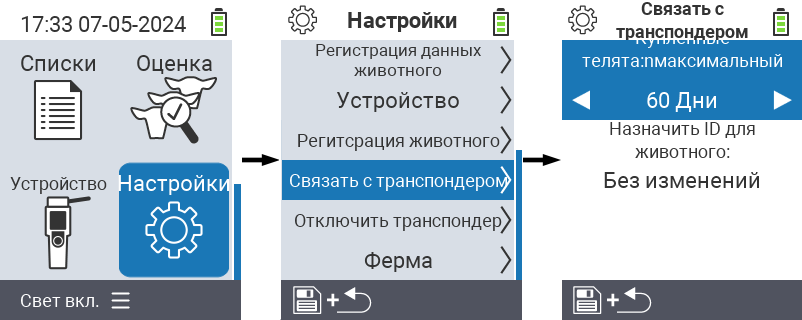 17:33 07-05-2024
Списки
Оценка
Устройство
Настройки
Свет вкл.
Настройки
Регистрация данных
животного
Устройство
Регитсрация животного
Связать с транспондером
Отключить транспондер
Ферма
Связать с
транспондером
Купленные
телята:пмаксимальный
60 Дни
Назначить ID для
животного:
Без изменений